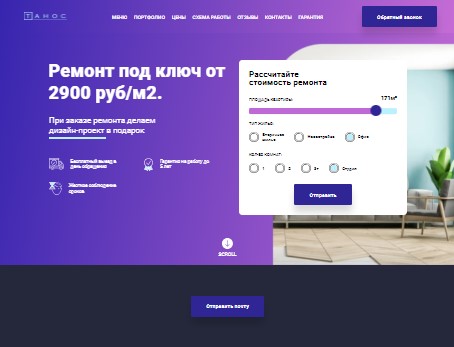 ТАНОС
МЕНЮ ПОРТФОЛИО ЦЕНЫ СХЕМА РАБОТЫ ОТЗЫВЫ КОНТАКТЫ ГАРАНТИЯ
Обратный звонок
Ремонт под ключ от
2900 руб/м2.
При заказе ремонта делаем
дизайн-проект в подарок
Бесплатный выезд в
день обращения
Гарантия на работу до
5 лет
Жесткое соблюдение
сроков
Рассчитайте
стоимость ремонта
ПЛОЩАДЬ КВАРТИРЫ:
171м²
ТИП ЖИЛЬЯ:
Вторичное
жилье
Новостройка
Офис
КОЛ-ВО КОМНАТ:
1 2 3+ Студия
Отправить
SCROLL
Отправить почту